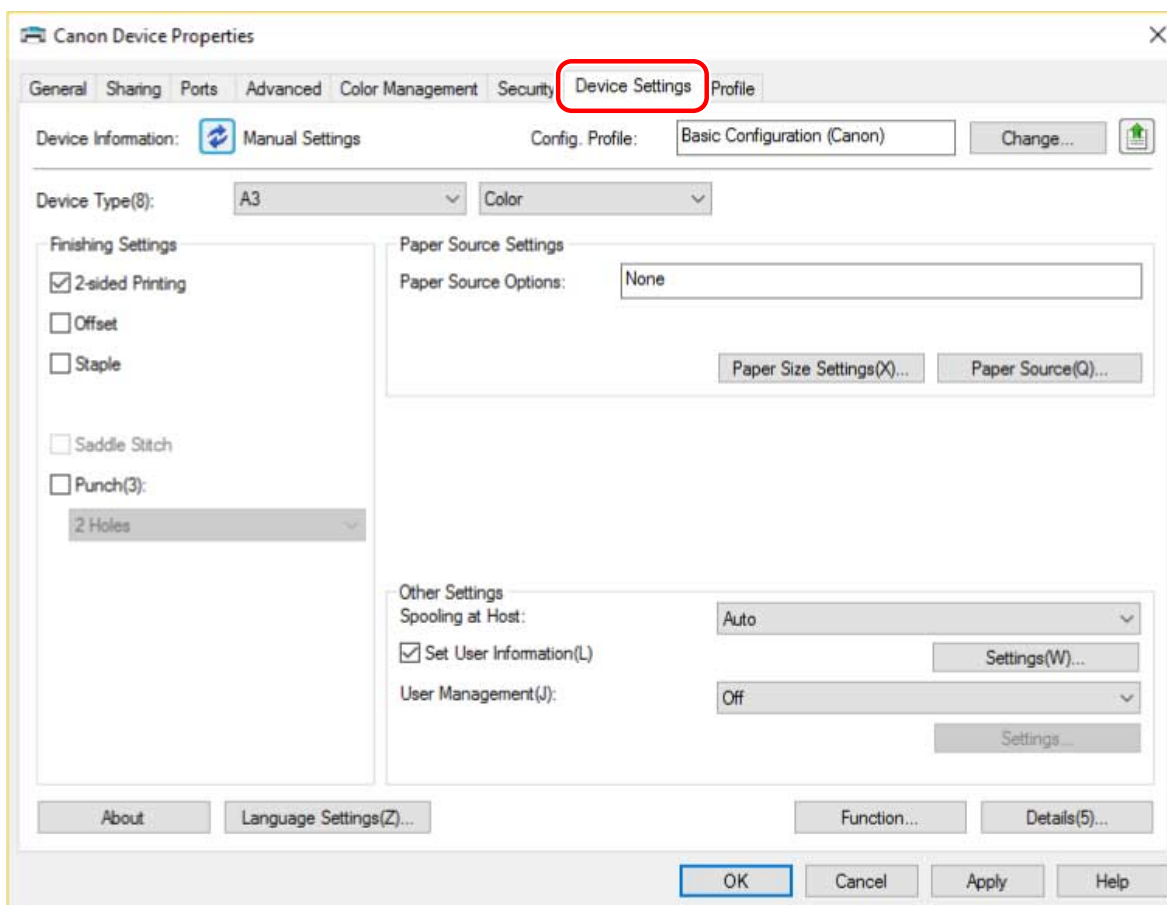 Canon Device Properties
General Sharing Ports Advanced Color Management Security Device Settings Profile
Device Information: Manual Settings Config. Profile: Basic Configuration (Canon) Change...
Device Type(8): A3 Color
Finishing Settings
2-sided Printing
Offset
Staple
Saddle Stitch
Punch(3):
2 Holes
Paper Source Settings
Paper Source Options: None
Paper Size Settings(X)... Paper Source(Q)...
Other Settings
Spooling at Host: Auto
Set User Information(L) Settings(W)...
User Management(J): Off
Settings...
About Language Settings(Z)... Function... Details(5)...
OK Cancel Apply Help